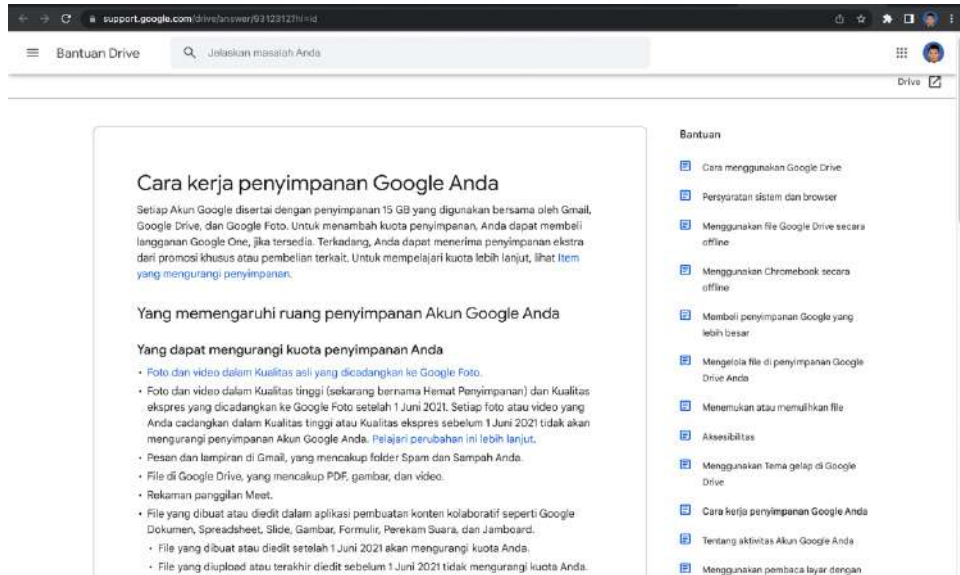 support.google.com/drive/answer/9312312?hl=id
Bantuan Drive
Jelaskan masalah Anda
Drive
Cara kerja penyimpanan Google Anda
Setiap Akun Google disertai dengan penyimpanan 15 GB yang digunakan bersama oleh Gmail,
Google Drive, dan Google Foto. Untuk menambah kuota penyimpanan, Anda dapat membeli
langganan Google One, jika tersedia. Terkadang, Anda dapat menerima penyimpanan ekstra
dari promosi khusus atau pembelian terkait. Untuk mempelajari kuota lebih lanjut, lihat Item
yang mengurangi penyimpanan.
Yang memengaruhi ruang penyimpanan Akun Google Anda
Yang dapat mengurangi kuota penyimpanan Anda
• Foto dan video dalam Kualitas asli yang dicadangkan ke Google Foto.
• Foto dan video dalam Kualitas tinggi (sekarang bernama Hemat Penyimpanan) dan Kualitas
ekspres yang dicadangkan ke Google Foto setelah 1 Juni 2021. Setiap foto atau video yang
Anda cadangkan dalam Kualitas tinggi atau Kualitas ekspres sebelum 1 Juni 2021 tidak akan
mengurangi penyimpanan Akun Google Anda. Pelajari perubahan ini lebih lanjut.
• Pesan dan lampiran di Gmail, yang mencakup folder Spam dan Sampah Anda.
• File di Google Drive, yang mencakup PDF, gambar, dan video.
• Rekaman panggilan Meet.
• File yang dibuat atau diedit dalam aplikasi pembuatan konten kolaboratif seperti Google
Dokumen, Spreadsheet, Slide, Gambar, Formulir, Perekam Suara, dan Jamboard.
• File yang dibuat atau diedit setelah 1 Juni 2021 akan mengurangi kuota Anda.
• File yang diupload atau terakhir diedit sebelum 1 Juni 2021 tidak mengurangi kuota Anda.
Bantuan
Cara menggunakan Google Drive
Persyaratan sistem dan browser
Menggunakan file Google Drive secara
offline
Menggunakan Chromebook secara
offline
Membeli penyimpanan Google yang
lebih besar
Mengelola file di penyimpanan Google
Drive Anda
Menemukan atau memulihkan file
Aksesibilitas
Menggunakan Tema gelap di Google
Drive
Cara kerja penyimpanan Google Anda
Tentang aktivitas Akun Google Anda
Menggunakan pembaca layar dengan